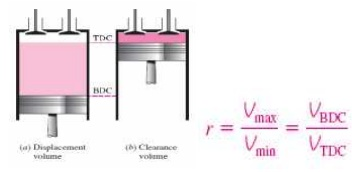 TDC
BDC
(a) Displacement
volume
(b) Clearance
volume
r = Vmax / Vmin = VBDC / VTDC